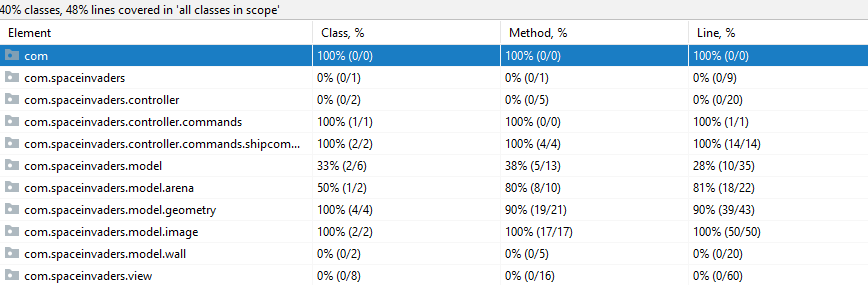 40% classes, 48% lines covered in 'all classes in scope'
Element Class, % Method, % Line, %
com 100% (0/0) 100% (0/0) 100% (0/0)
com.spaceinvaders 0% (0/1) 0% (0/1) 0% (0/9)
com.spaceinvaders.controller 0% (0/2) 0% (0/5) 0% (0/20)
com.spaceinvaders.controller.commands 100% (1/1) 100% (0/0) 100% (1/1)
com.spaceinvaders.controller.commands.shipcom... 100% (2/2) 100% (4/4) 100% (14/14)
com.spaceinvaders.model 33% (2/6) 38% (5/13) 28% (10/35)
com.spaceinvaders.model.arena 50% (1/2) 80% (8/10) 81% (18/22)
com.spaceinvaders.model.geometry 100% (4/4) 90% (19/21) 90% (39/43)
com.spaceinvaders.model.image 100% (2/2) 100% (17/17) 100% (50/50)
com.spaceinvaders.model.wall 0% (0/2) 0% (0/5) 0% (0/20)
com.spaceinvaders.view 0% (0/8) 0% (0/16) 0% (0/60)